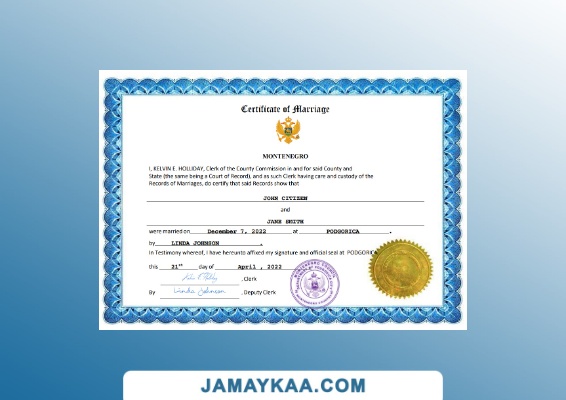 Certificate of Marriage
MONTENEGRO
I, KELVIN E. HOLLIDAY, Clerk of the County Commission in and for said County and
State (the same being a Court of Record), and as such Clerk having care and custody of the
Records of Marriages, do certify that said Records show that
JOHN CITIZEN
and
JANE SMITH
were married on December 7, 2022 at PODGORICA .
by LINDA JOHNSON .
In Testimony whereof, I have hereunto affixed my signature and official seal at PODGORICA
this 21st day of April , 2022
, Clerk
By Linda Johnson , Deputy Clerk
JAMAYKAA.COM